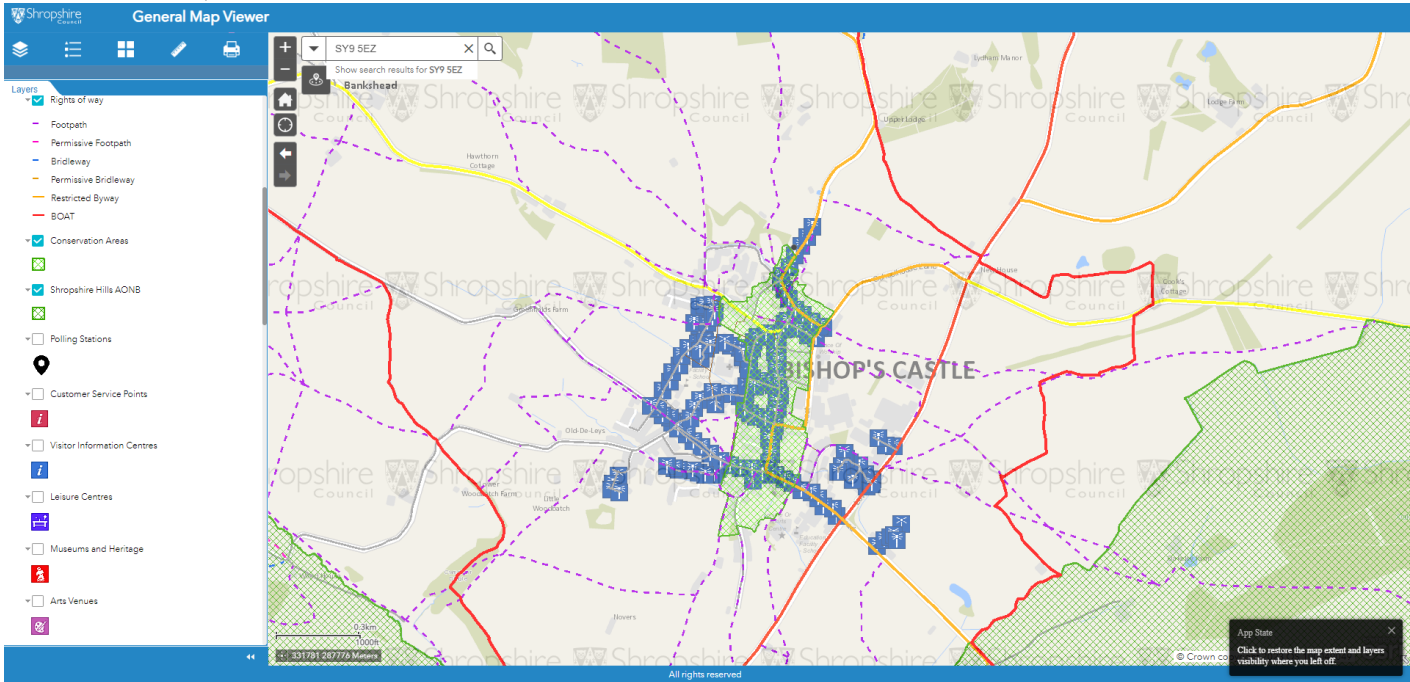 Shropshire
Council
General Map Viewer
SY9 5EZ
Show search results for SY9 5EZ
Layers
Rights of way
Footpath
Permissive Footpath
Bridleway
Permissive Bridleway
Restricted Byway
BOAT
Conservation Areas
Shropshire Hills AONB
Polling Stations
Customer Service Points
Visitor Information Centres
Leisure Centres
Museums and Heritage
Arts Venues
Bankshead
Lydham Manor
Lodge Farm
Upper Lodge
Hawthorn
Cottage
Shropshire
Council
New House
Cook's
Cottage
BISHOP'S CASTLE
Old-De-Leys
Woodbatch Farm
Little
Woodbatch
Novers
0.3km
1000ft
331781 287776 Meters
App State
Click to restore the map extent and layers
visibility where you left off.
© Crown
All rights reserved